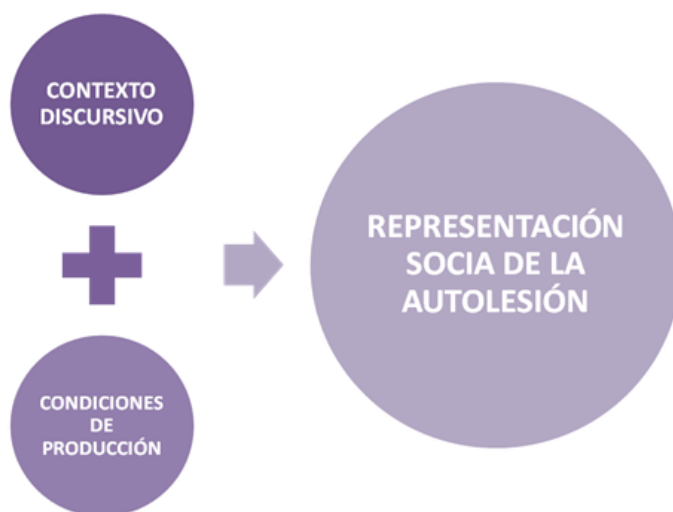 CONTEXTO
DISCURSIVO
CONDICIONES
DE
PRODUCCIÓN
REPRESENTACIÓN
SOCIA DE LA
AUTOLESIÓN